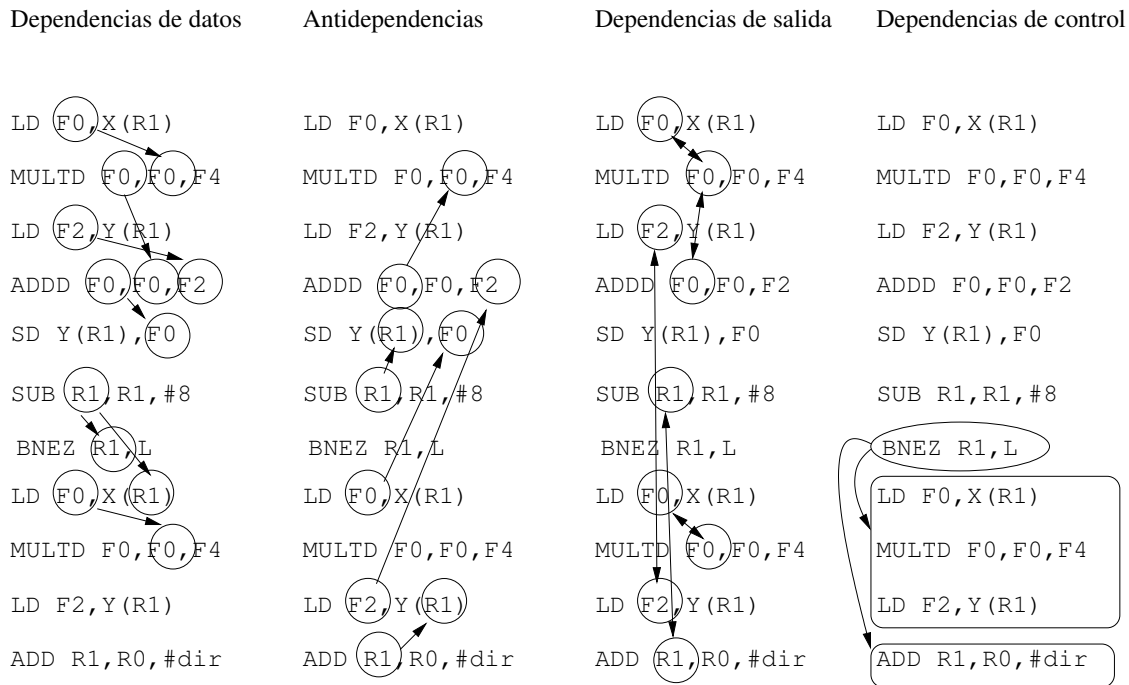 Dependencias de datos
LD F0,X(R1)
MULTD F0,F0,F4
LD F2,Y(R1)
ADDD F0,F0,F2
SD Y(R1),F0
SUB R1,R1,#8
BNEZ R1,L
LD F0,X(R1)
MULTD F0,F0,F4
LD F2,Y(R1)
ADD R1,R0,#dir
Antidependencias
LD F0,X(R1)
MULTD F0,F0,F4
LD F2,Y(R1)
ADDD F0,F0,F2
SD Y(R1),F0
SUB R1,R1,#8
BNEZ R1,L
LD F0,X(R1)
MULTD F0,F0,F4
LD F2,Y(R1)
ADD R1,R0,#dir
Dependencias de salida
LD F0,X(R1)
MULTD F0,F0,F4
LD F2,Y(R1)
ADDD F0,F0,F2
SD Y(R1),F0
SUB R1,R1,#8
BNEZ R1,L
LD F0,X(R1)
MULTD F0,F0,F4
LD F2,Y(R1)
ADD R1,R0,#dir
Dependencias de control
LD F0,X(R1)
MULTD F0,F0,F4
LD F2,Y(R1)
ADDD F0,F0,F2
SD Y(R1),F0
SUB R1,R1,#8
BNEZ R1,L
LD F0,X(R1)
MULTD F0,F0,F4
LD F2,Y(R1)
ADD R1,R0,#dir